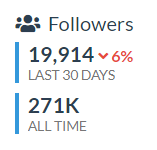 Followers
19,914 6%
LAST 30 DAYS
271K
ALL TIME